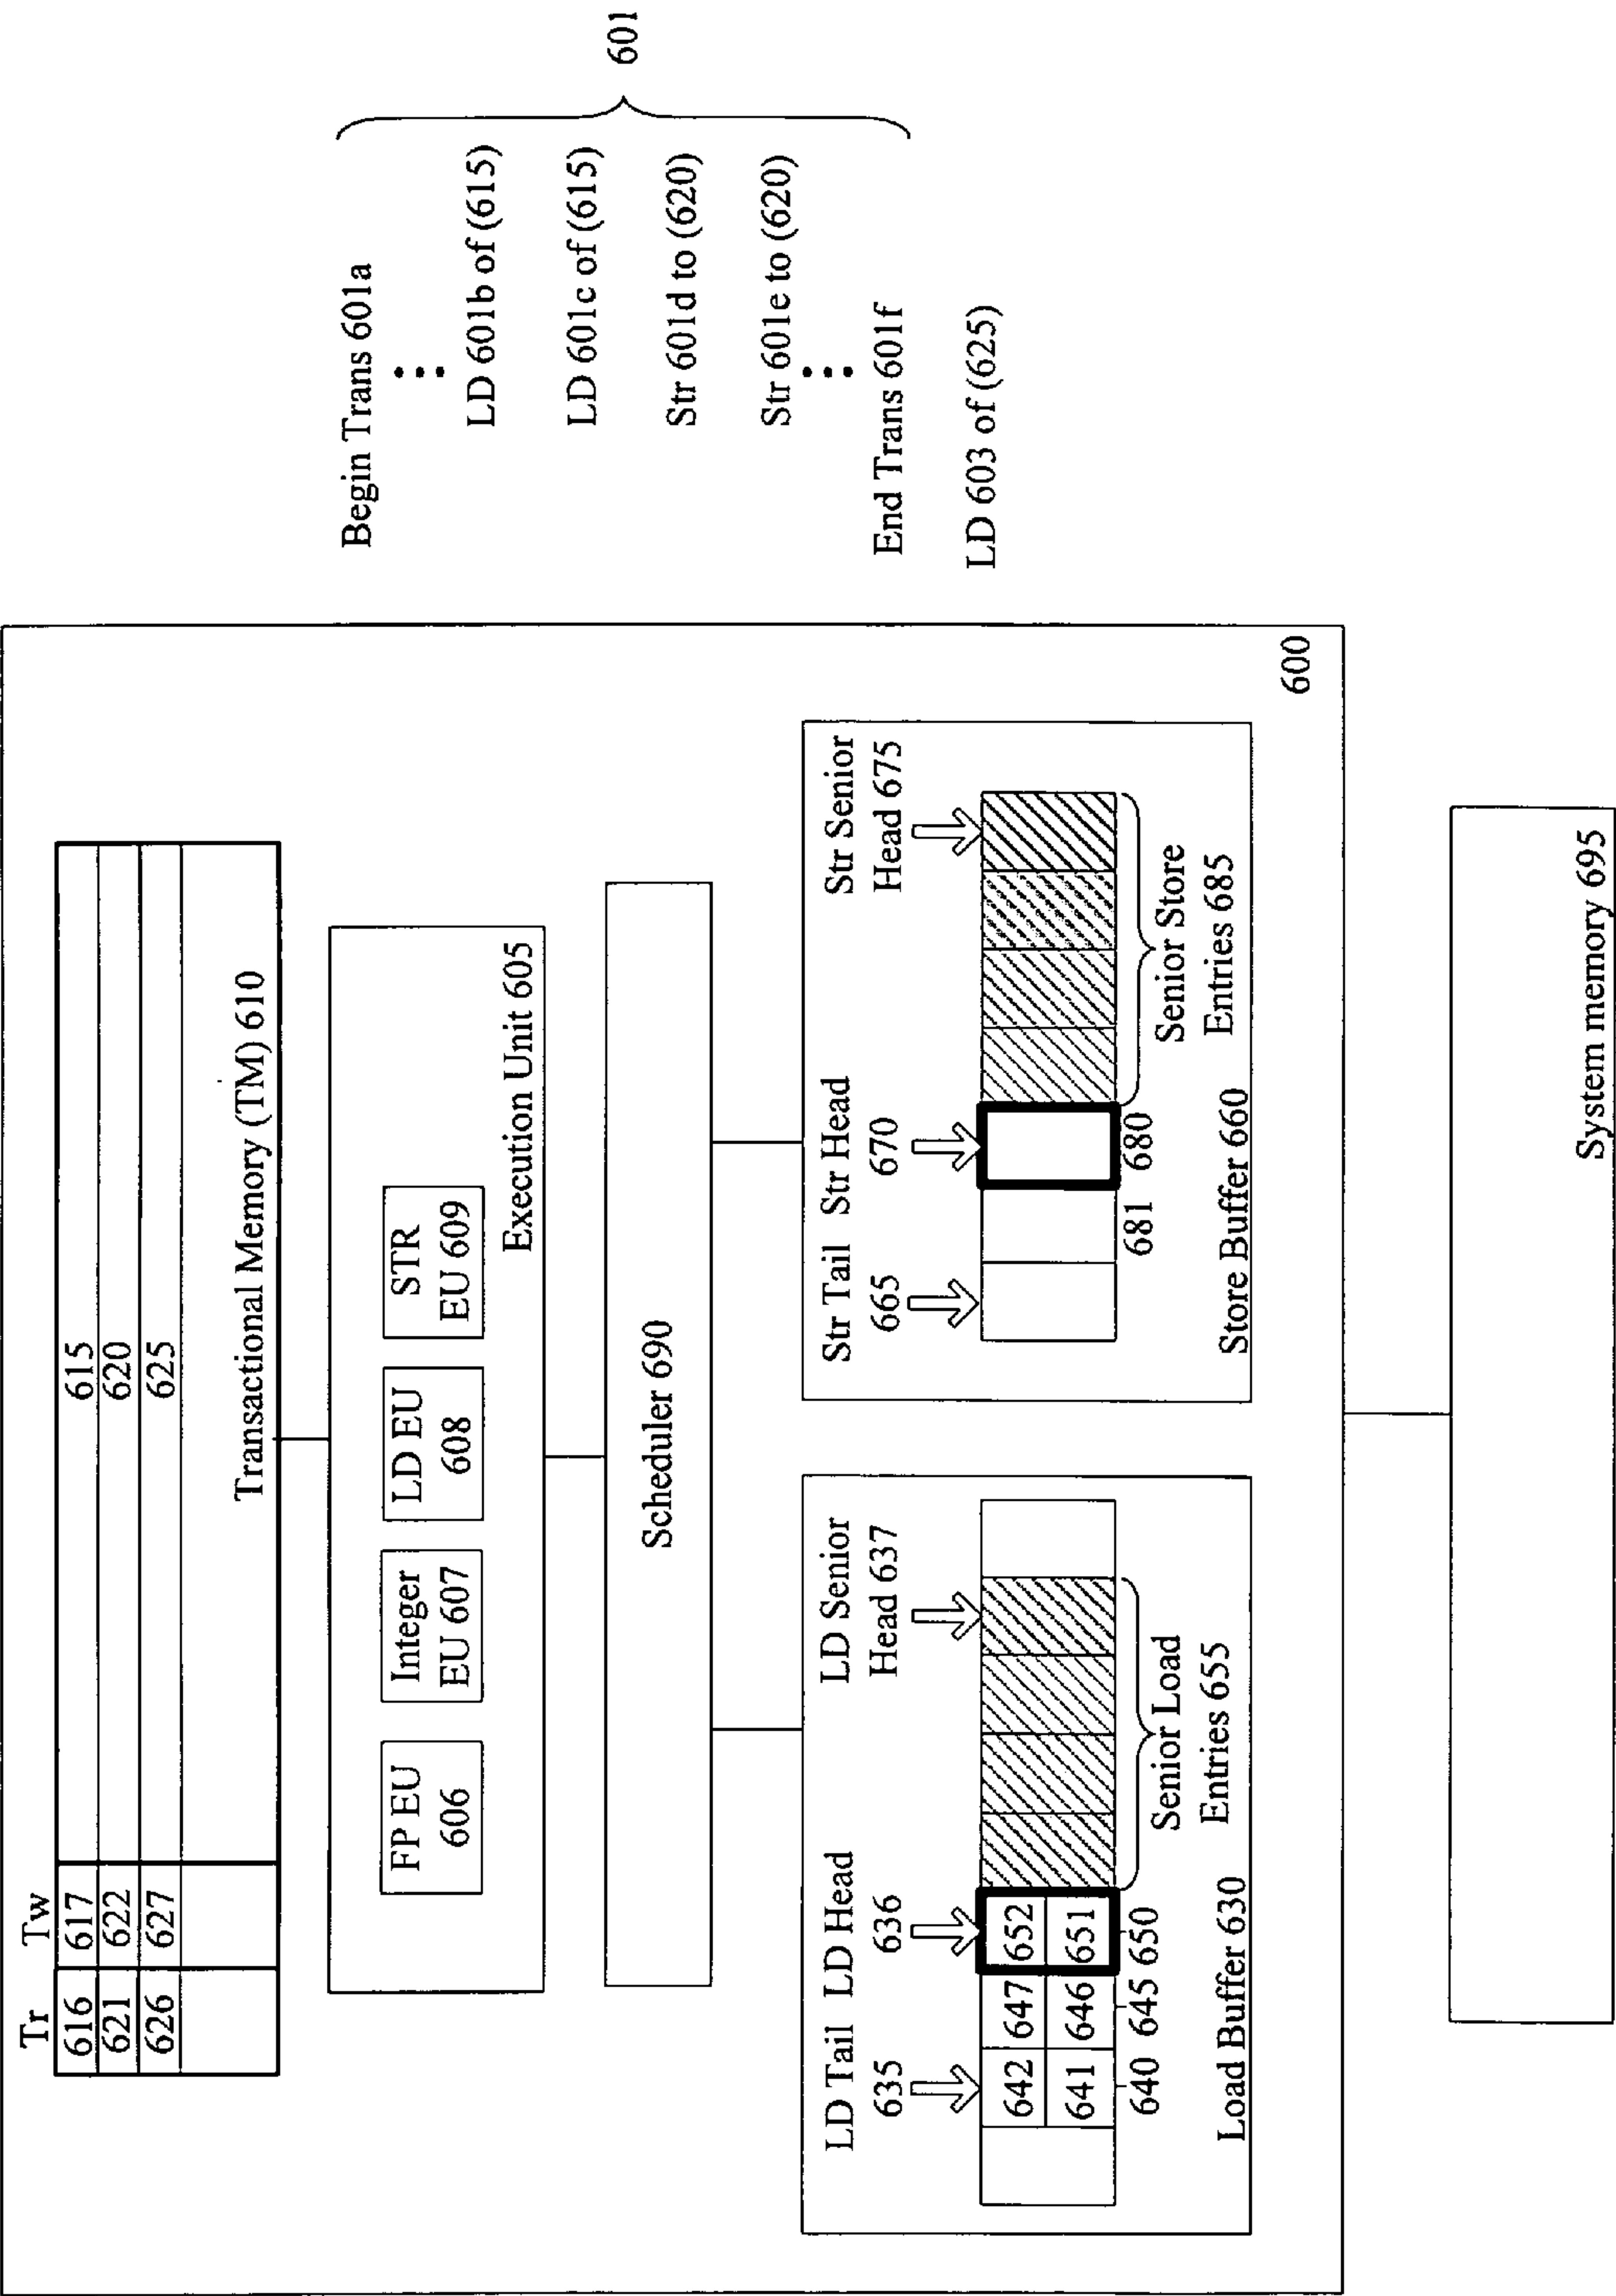 Tr Tw
616 617 615
621 622 620
626 627 625
Transactional Memory (TM) 610
FP EU
606
Integer
EU 607
LD EU
608
STR
EU 609
Execution Unit 605
Scheduler 690
LD Tail
635
LD Head
636
LD Senior
Head 637
642 647 652
641 646 651
640 645 650
Senior Load
Entries 655
Load Buffer 630
Str Tail
665
Str Head
670
Str Senior
Head 675
681 680
Senior Store
Entries 685
Store Buffer 660
600
System memory 695
Begin Trans 601a
LD 601b of (615)
LD 601c of (615)
Str 601d to (620)
Str 601e to (620)
End Trans 601f
601
LD 603 of (625)